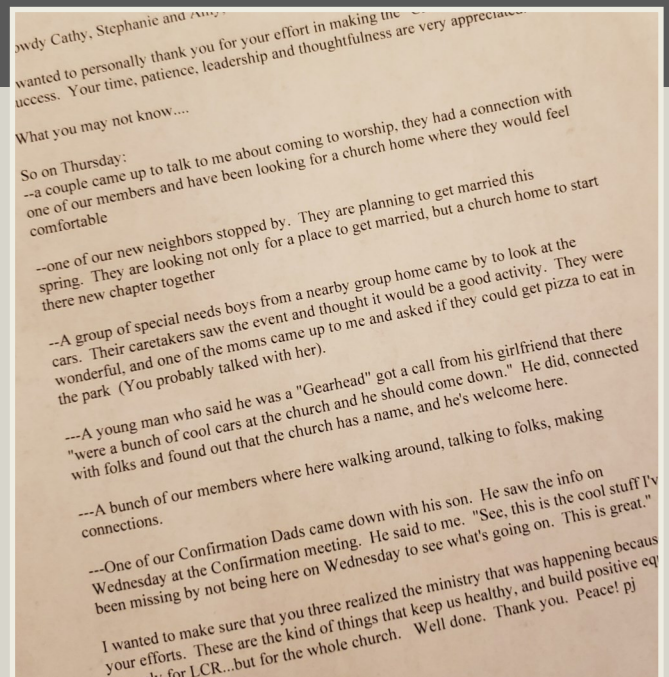 owdy Cathy, Stephanie and Amy,
wanted to personally thank you for your effort in making the
uccess.  Your time, patience, leadership and thoughtfulness are very appreciated.
What you may not know....
So on Thursday:
--a couple came up to talk to me about coming to worship, they had a connection with
one of our members and have been looking for a church home where they would feel
comfortable
--one of our new neighbors stopped by.  They are planning to get married this
spring.  They are looking not only for a place to get married, but a church home to start
there new chapter together
--A group of special needs boys from a nearby group home came by to look at the
cars.  Their caretakers saw the event and thought it would be a good activity.  They were
wonderful, and one of the moms came up to me and asked if they could get pizza to eat in
the park  (You probably talked with her).
---A young man who said he was a "Gearhead" got a call from his girlfriend that there
"were a bunch of cool cars at the church and he should come down."  He did, connected
with folks and found out that the church has a name, and he's welcome here.
---A bunch of our members where here walking around, talking to folks, making
connections.
---One of our Confirmation Dads came down with his son.  He saw the info on
Wednesday at the Confirmation meeting.  He said to me.  "See, this is the cool stuff I'v
been missing by not being here on Wednesday to see what's going on.  This is great."
I wanted to make sure that you three realized the ministry that was happening becaus
your efforts.  These are the kind of things that keep us healthy, and build positive eq
for LCR...but for the whole church.   Well done.  Thank you.  Peace! pj